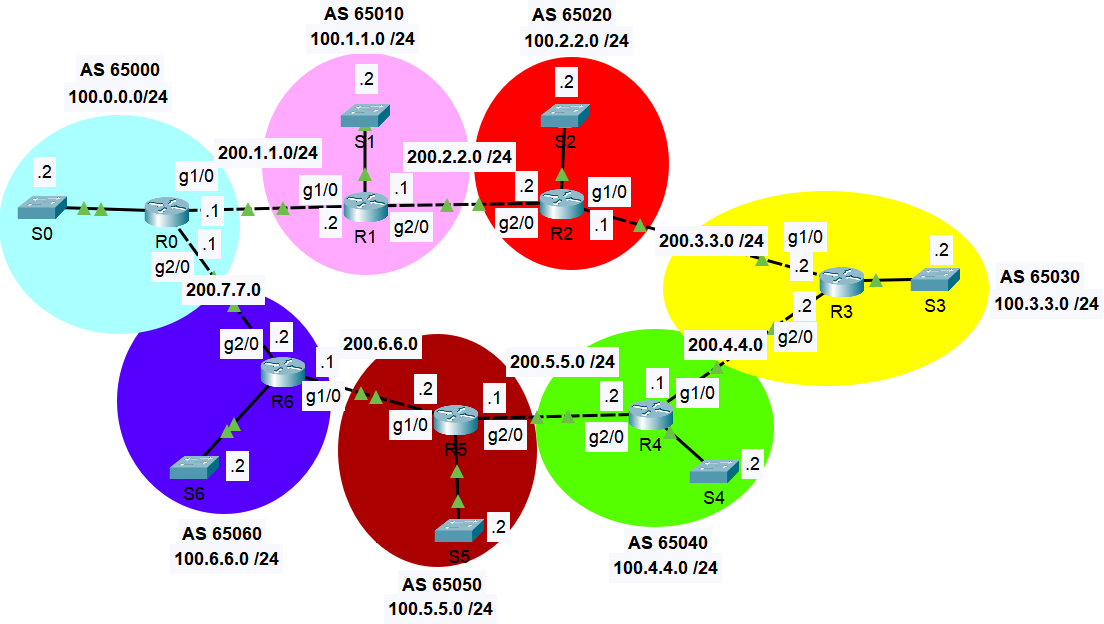 AS 65010
100.1.1.0 /24
AS 65020
100.2.2.0 /24
AS 65000
100.0.0.0/24
.2
S1
.2
S2
200.1.1.0/24
200.2.2.0 /24
.2
S0
g1/0
.1
R0
.1
g2/0
g1/0
.2
R1
.1
g2/0
.2
g2/0
R2
g1/0
.1
200.3.3.0 /24
g1/0
.2
R3
.2
g2/0
.2
S3
AS 65030
100.3.3.0 /24
200.7.7.0
.2
g2/0
R6
.1
g1/0
200.6.6.0
.2
g1/0
R5
.1
g2/0
200.5.5.0 /24
.2
g2/0
R4
.1
g1/0
200.4.4.0
.2
S6
.2
S5
.2
S4
AS 65060
100.6.6.0 /24
AS 65050
100.5.5.0 /24
AS 65040
100.4.4.0 /24